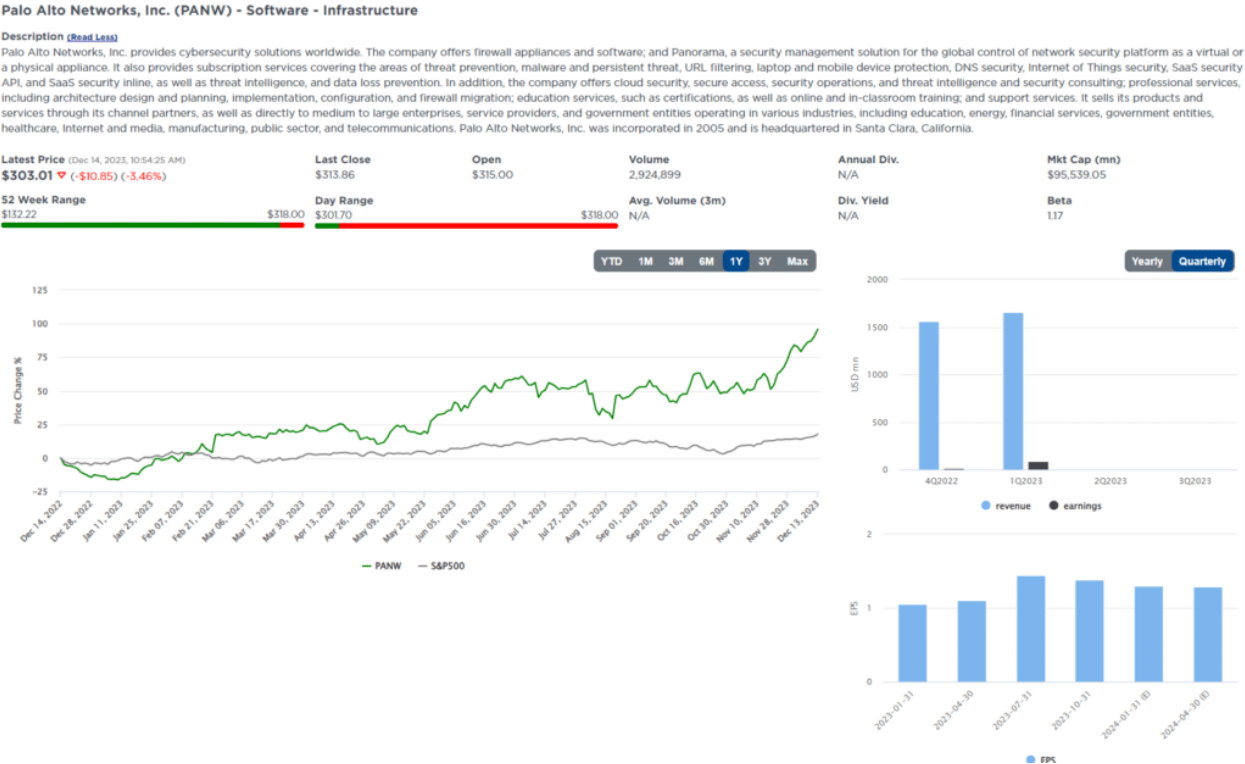 Palo Alto Networks, Inc. (PANW) - Software - Infrastructure
Description (Read Less)
Palo Alto Networks, Inc. provides cybersecurity solutions worldwide. The company offers firewall appliances and software; and Panorama, a security management solution for the global control of network security platform as a virtual or
a physical appliance. It also provides subscription services covering the areas of threat prevention, malware and persistent threat, URL filtering, laptop and mobile device protection, DNS security, Internet of Things security, SaaS security
API, and SaaS security inline, as well as threat intelligence, and data loss prevention. In addition, the company offers cloud security, secure access, security operations, and threat intelligence and security consulting; professional services,
including architecture design and planning, implementation, configuration, and firewall migration; education services, such as certifications, as well as online and in-classroom training; and support services. It sells its products and
services through its channel partners, as well as directly to medium to large enterprises, service providers, and government entities operating in various industries, including education, energy, financial services, government entities,
healthcare, Internet and media, manufacturing, public sector, and telecommunications. Palo Alto Networks, Inc. was incorporated in 2005 and is headquartered in Santa Clara, California.
Latest Price (Dec 14, 2023, 10:54:25 AM) Last Close Open Volume Annual Div. Mkt Cap (mn)
$303.01 (-$10.85) (-3.46%) $313.86 $315.00 2,924,899 N/A $95,539.05
52 Week Range Day Range Avg. Volume (3m) Div. Yield Beta
$132.22 $318.00 $301.70 $318.00 N/A N/A 1.17
YTD 1M 3M 6M 1Y 3Y Max
Price Change %
125
100
75
50
25
0
-25
Dec 14, 2022 Dec 28, 2022 Jan 11, 2023 Jan 25, 2023 Feb 07, 2023 Feb 21, 2023 Mar 06, 2023 Mar 17, 2023 Mar 30, 2023 Apr 13, 2023 Apr 26, 2023 May 09, 2023 May 22, 2023 Jun 05, 2023 Jun 16, 2023 Jun 30, 2023 Jul 14, 2023 Jul 27, 2023 Aug 15, 2023 Sep 01, 2023 Sep 20, 2023 Oct 16, 2023 Oct 30, 2023 Nov 10, 2023 Nov 28, 2023 Dec 13, 2023
PANW S&P500
Yearly Quarterly
USD mn
2000
1500
1000
500
0
4Q2022 1Q2023 2Q2023 3Q2023
revenue earnings
EPS
2
1
0
2023-01-31 2023-04-30 2023-07-31 2023-10-31 2024-01-31 (E) 2024-04-30 (E)
EPS